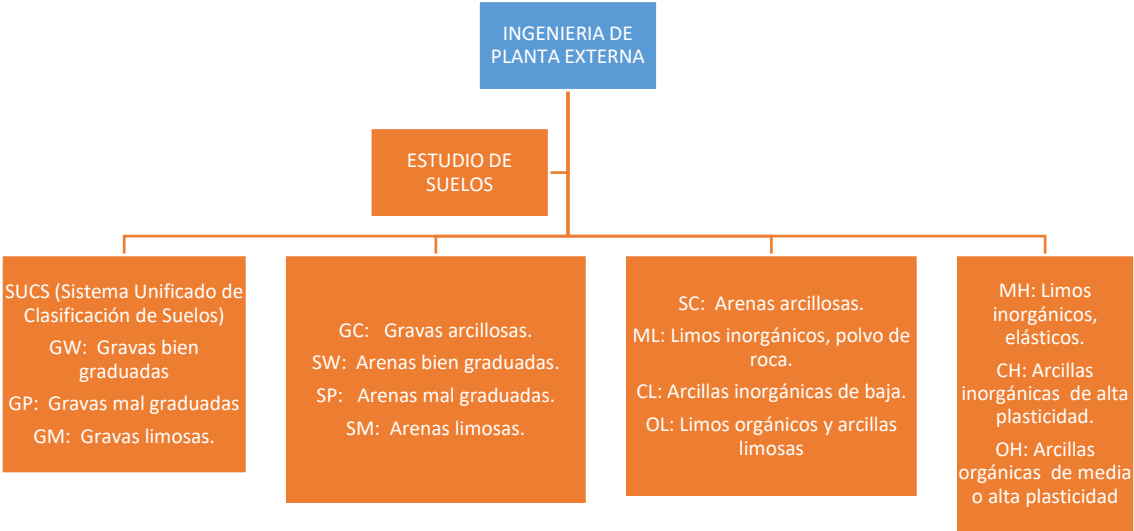 INGENIERIA DE
PLANTA EXTERNA
ESTUDIO DE
SUELOS
SUCS (Sistema Unificado de
Clasificación de Suelos)
GW: Gravas bien
graduadas
GP: Gravas mal graduadas
GM: Gravas limosas.
GC: Gravas arcillosas.
SW: Arenas bien graduadas.
SP: Arenas mal graduadas.
SM: Arenas limosas.
SC: Arenas arcillosas.
ML: Limos inorgánicos, polvo de
roca.
CL: Arcillas inorgánicas de baja.
OL: Limos orgánicos y arcillas
limosas
MH: Limos
inorgánicos,
elásticos.
CH: Arcillas
inorgánicas de alta
plasticidad.
OH: Arcillas
orgánicas de media
o alta plasticidad